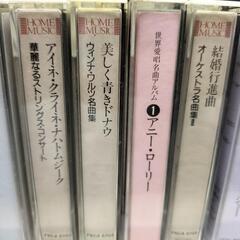 HOME MUSIC
アイネ・クライネ・ナハトムジーク
華麗なるストリングス・コンサート
HOME MUSIC
美しく青きドナウ
ウィンナ・ワルツ名曲集
世界愛唱名曲アルバム
1
アニー・ローリー
HOME MUSIC
結婚行進曲
オーケストラ名曲集